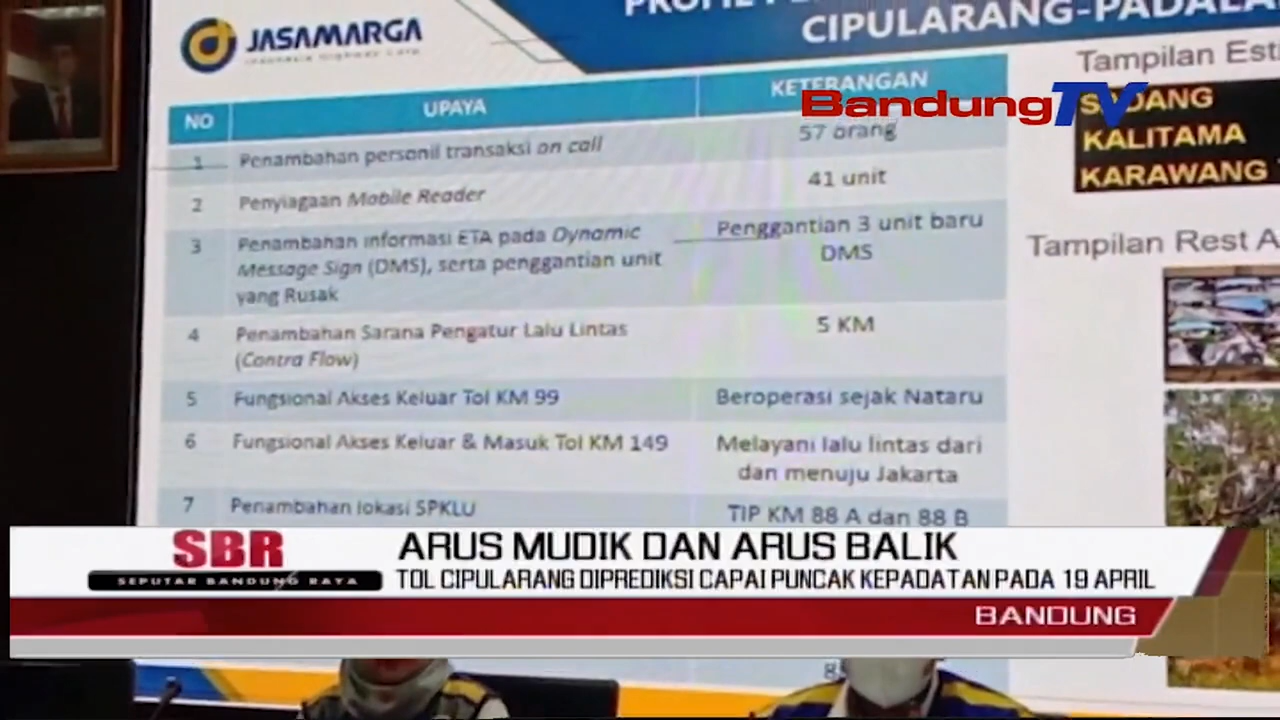 JASAMARGA
CIPULARANG-PADALA
Tampilan Est
BandungTV
SADANG
KALITAMA
KARAWANG
Tampilan Rest A
NO UPAYA KETERANGAN
1 Penambahan personil transaksi on call 57 orang
2 Penyiagaan Mobile Reader 41 unit
3 Penambahan informasi ETA pada Dynamic Penggantian 3 unit baru
Message Sign (DMS), serta penggantian unit DMS
yang Rusak
4 Penambahan Sarana Pengatur Lalu Lintas 5 KM
(Contra Flow)
5 Fungsional Akses Keluar Tol KM 99 Beroperasi sejak Nataru
6 Fungsional Akses Keluar & Masuk Tol KM 149 Melayani lalu lintas dari
dan menuju Jakarta
7 Penambahan lokasi SPKLU TIP KM 88 A dan 88 B
SBR
SEPUTAR BANDUNG RAYA
ARUS MUDIK DAN ARUS BALIK
TOL CIPULARANG DIPREDIKSI CAPAI PUNCAK KEPADATAN PADA 19 APRIL
BANDUNG